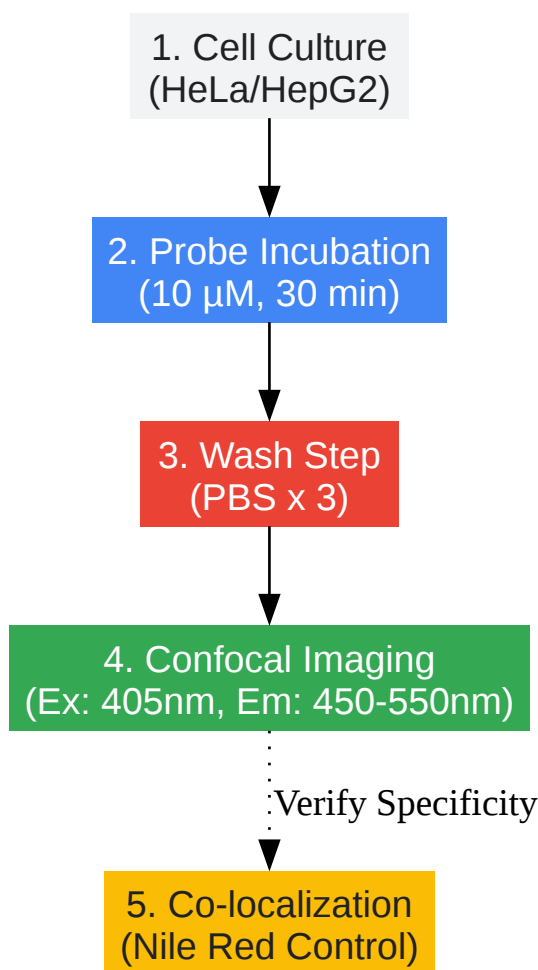 1. Cell Culture
(HeLa/HepG2)
2. Probe Incubation
(10 µM, 30 min)
3. Wash Step
(PBS x 3)
4. Confocal Imaging
(Ex: 405nm, Em: 450-550nm)
Verify Specificity
5. Co-localization
(Nile Red Control)